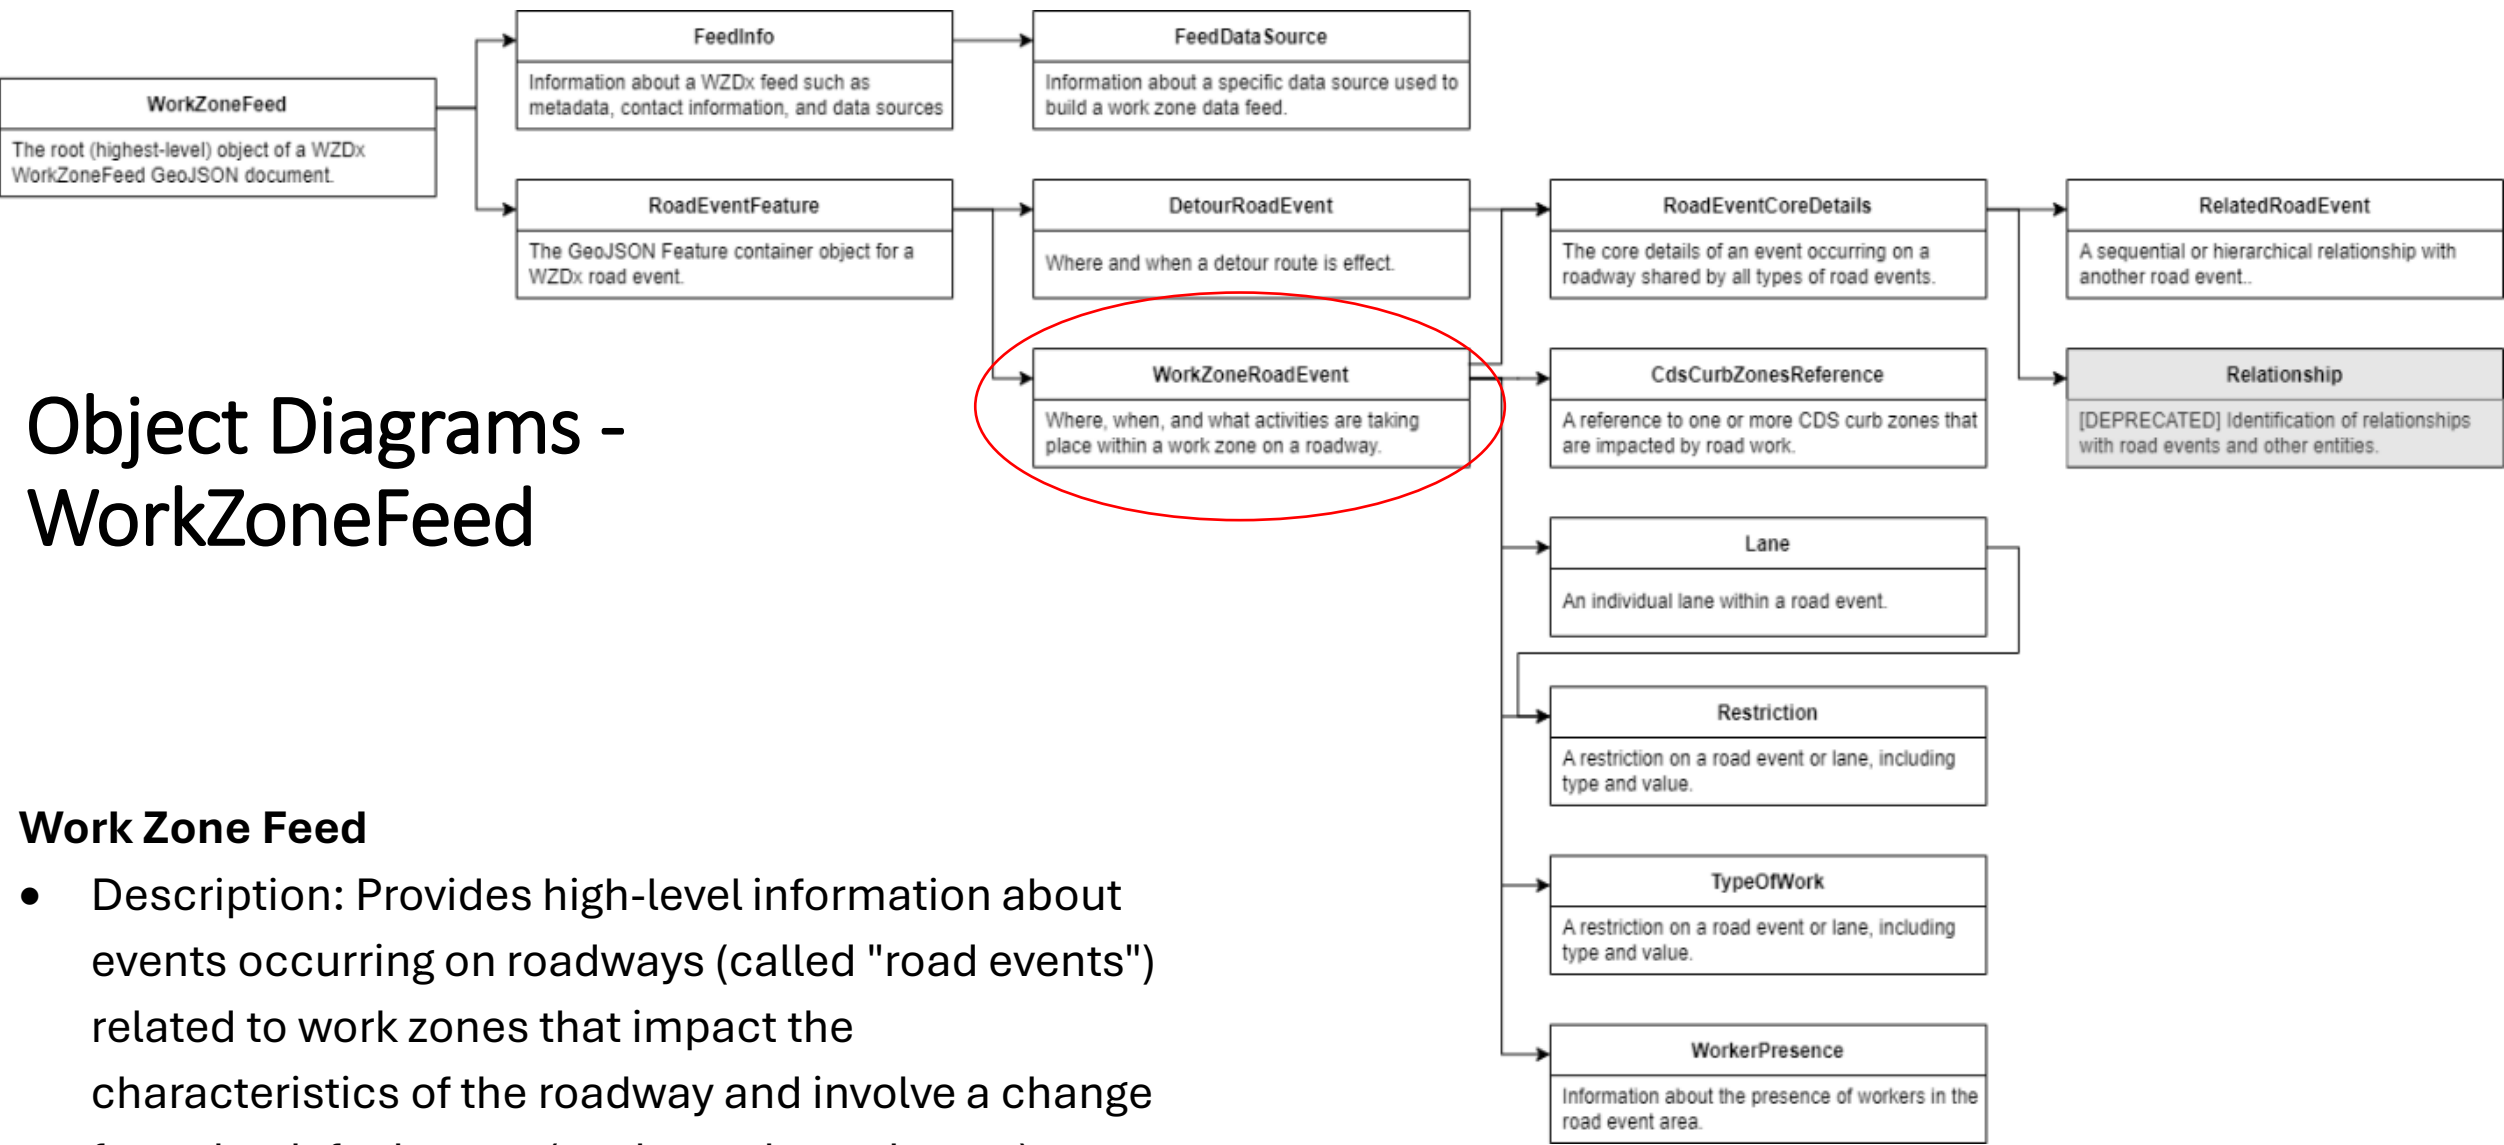 FeedInfo
Information about a WZDx feed such as
metadata, contact information, and data sources
FeedDataSource
Information about a specific data source used to
build a work zone data feed.
WorkZoneFeed
The root (highest-level) object of a WZDx
WorkZoneFeed GeoJSON document.
RoadEventFeature
The GeoJSON Feature container object for a
WZDx road event.
DetourRoadEvent
Where and when a detour route is effect.
RoadEventCoreDetails
The core details of an event occurring on a
roadway shared by all types of road events.
RelatedRoadEvent
A sequential or hierarchical relationship with
another road event..
WorkZoneRoadEvent
Where, when, and what activities are taking
place within a work zone on a roadway.
CdsCurbZonesReference
A reference to one or more CDS curb zones that
are impacted by road work.
Relationship
[DEPRECATED] Identification of relationships
with road events and other entities.
Object Diagrams -
WorkZoneFeed
Lane
An individual lane within a road event.
Restriction
A restriction on a road event or lane, including
type and value.
TypeOfWork
A restriction on a road event or lane, including
type and value.
WorkerPresence
Information about the presence of workers in the
road event area.
Work Zone Feed
• Description: Provides high-level information about
events occurring on roadways (called "road events")
related to work zones that impact the
characteristics of the roadway and involve a change